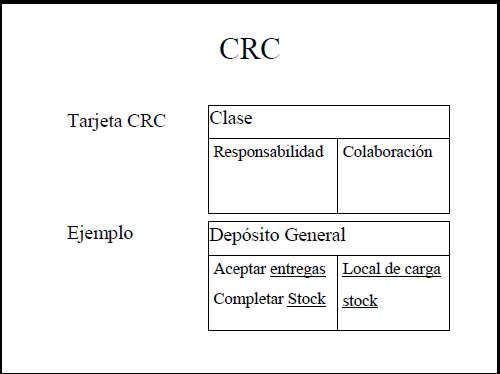 CRC
Tarjeta CRC
Clase
Responsabilidad
Colaboración
Ejemplo
Depósito General
Aceptar entregas
Completar Stock
Local de carga
stock